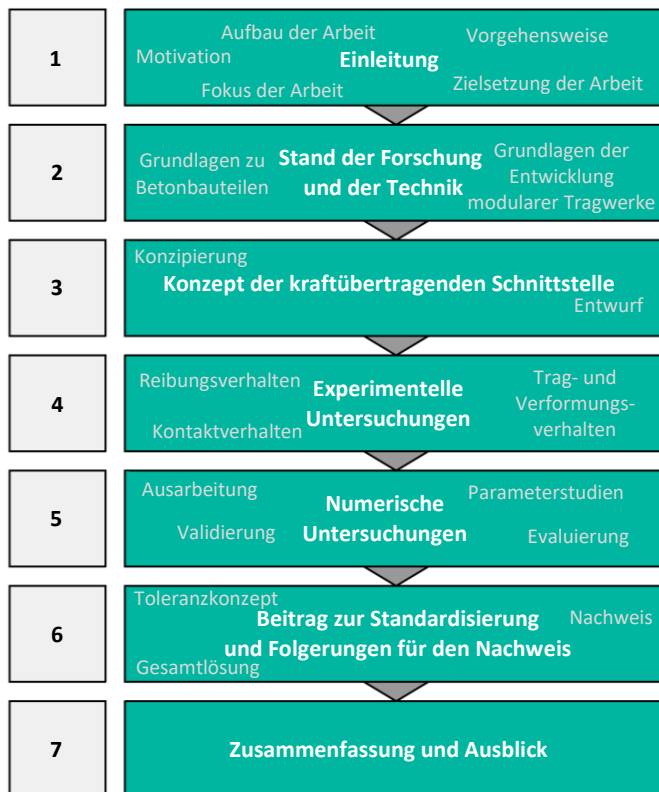 1
Aufbau der Arbeit
Vorgehensweise
Motivation
Einleitung
Fokus der Arbeit
Zielsetzung der Arbeit
2
Grundlagen zu
Betonbauteilen
Stand der Forschung
und der Technik
Grundlagen der
Entwicklung
modularer Tragwerke
3
Konzipierung
Konzept der kraftübertragenden Schnittstelle
Entwurf
4
Reibungsverhalten
Kontaktverhalten
Experimentelle
Untersuchungen
Trag- und
Verformungs-
verhalten
5
Ausarbeitung
Validierung
Numerische
Untersuchungen
Parameterstudien
Evaluierung
6
Toleranzkonzept
Beitrag zur Standardisierung
und Folgerungen für den Nachweis
Nachweis
Gesamtlösung
7
Zusammenfassung und Ausblick